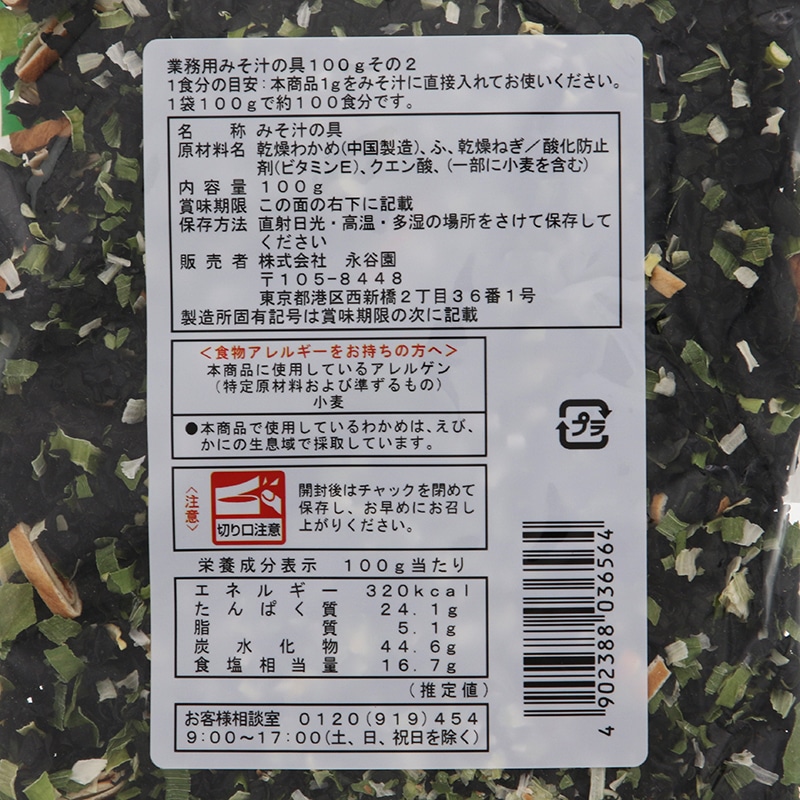 業務用みそ汁の具100gその2
1食分の目安:本商品1gをみそ汁に直接入れてお使いください。
1袋100gで約100食分です。
名称 みそ汁の具
原材料名 乾燥わかめ(中国製造)、ふ、乾燥ねぎ/酸化防止
剤(ビタミンE)、クエン酸、(一部に小麦を含む)
内容量 100g
賞味期限 この面の右下に記載
保存方法 直射日光・高温・多湿の場所をさけて保存して
ください
販売者 株式会社 永谷園
〒105-8448
東京都港区西新橋2丁目36番1号
製造所固有記号は賞味期限の次に記載
<食物アレルギーをお持ちの方へ>
本商品に使用しているアレルゲン
(特定原材料および準ずるもの)
小麦
●本商品で使用しているわかめは、えび、
かにの生息域で採取しています。
プラ
<注意>
切り口注意
開封後はチャックを閉めて
保存し、お早めにお召し
上がりください。
栄養成分表示 100g当たり
エネルギー 320kcal
たんぱく質 24.1g
脂質 5.1g
炭水化物 44.6g
食塩相当量 16.7g
(推定値)
お客様相談室 0120(919)454
9:00~17:00(土、日、祝日を除く)
4 902388 036564